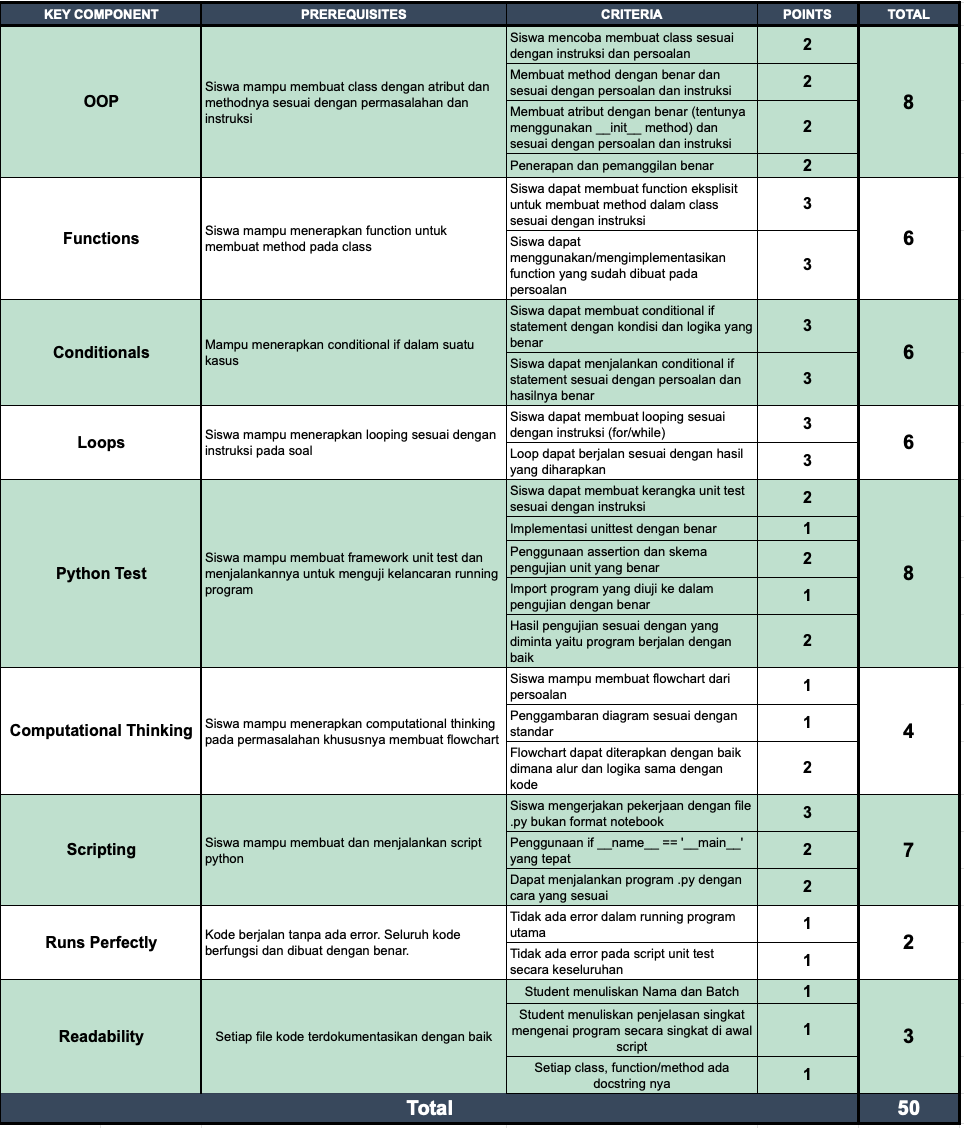 KEY COMPONENT PREREQUISITES CRITERIA POINTS TOTAL
OOP
Siswa mampu membuat class dengan atribut dan
methodnya sesuai dengan permasalahan dan
instruksi
Siswa mencoba membuat class sesuai
dengan instruksi dan persoalan
2
Membuat method dengan benar dan
sesuai dengan persoalan dan instruksi
2
Membuat atribut dengan benar (tentunya
menggunakan __init__ method) dan
sesuai dengan persoalan dan instruksi
2
Penerapan dan pemanggilan benar
2
8
Functions
Siswa mampu menerapkan function untuk
membuat method pada class
Siswa dapat membuat function eksplisit
untuk membuat method dalam class
sesuai dengan instruksi
3
Siswa dapat
menggunakan/mengimplementasikan
function yang sudah dibuat pada
persoalan
3
6
Conditionals
Mampu menerapkan conditional if dalam suatu
kasus
Siswa dapat membuat conditional if
statement dengan kondisi dan logika yang
benar
3
Siswa dapat menjalankan conditional if
statement sesuai dengan persoalan dan
hasilnya benar
3
6
Loops
Siswa mampu menerapkan looping sesuai dengan
instruksi pada soal
Siswa dapat membuat looping sesuai
dengan instruksi (for/while)
3
Loop dapat berjalan sesuai dengan hasil
yang diharapkan
3
6
Python Test
Siswa mampu membuat framework unit test dan
menjalankannya untuk menguji kelancaran running
program
Siswa dapat membuat kerangka unit test
sesuai dengan instruksi
2
Implementasi unittest dengan benar
1
Penggunaan assertion dan skema
pengujian unit yang benar
2
Import program yang diuji ke dalam
pengujian dengan benar
1
Hasil pengujian sesuai dengan yang
diminta yaitu program berjalan dengan
baik
2
8
Computational Thinking
Siswa mampu menerapkan computational thinking
pada permasalahan khususnya membuat flowchart
Siswa mampu membuat flowchart dari
persoalan
1
Penggambaran diagram sesuai dengan
standar
1
Flowchart dapat diterapkan dengan baik
dimana alur dan logika sama dengan
kode
2
4
Scripting
Siswa mampu membuat dan menjalankan script
python
Siswa mengerjakan pekerjaan dengan file
.py bukan format notebook
3
Penggunaan if __name__ == '__main__'
yang tepat
2
Dapat menjalankan program .py dengan
cara yang sesuai
2
7
Runs Perfectly
Kode berjalan tanpa ada error. Seluruh kode
berfungsi dan dibuat dengan benar.
Tidak ada error dalam running program
utama
1
Tidak ada error pada script unit test
secara keseluruhan
1
2
Readability
Setiap file kode terdokumentasikan dengan baik
Student menuliskan Nama dan Batch
1
Student menuliskan penjelasan singkat
mengenai program secara singkat di awal
script
1
Setiap class, function/method ada
docstring nya
1
3
Total 50